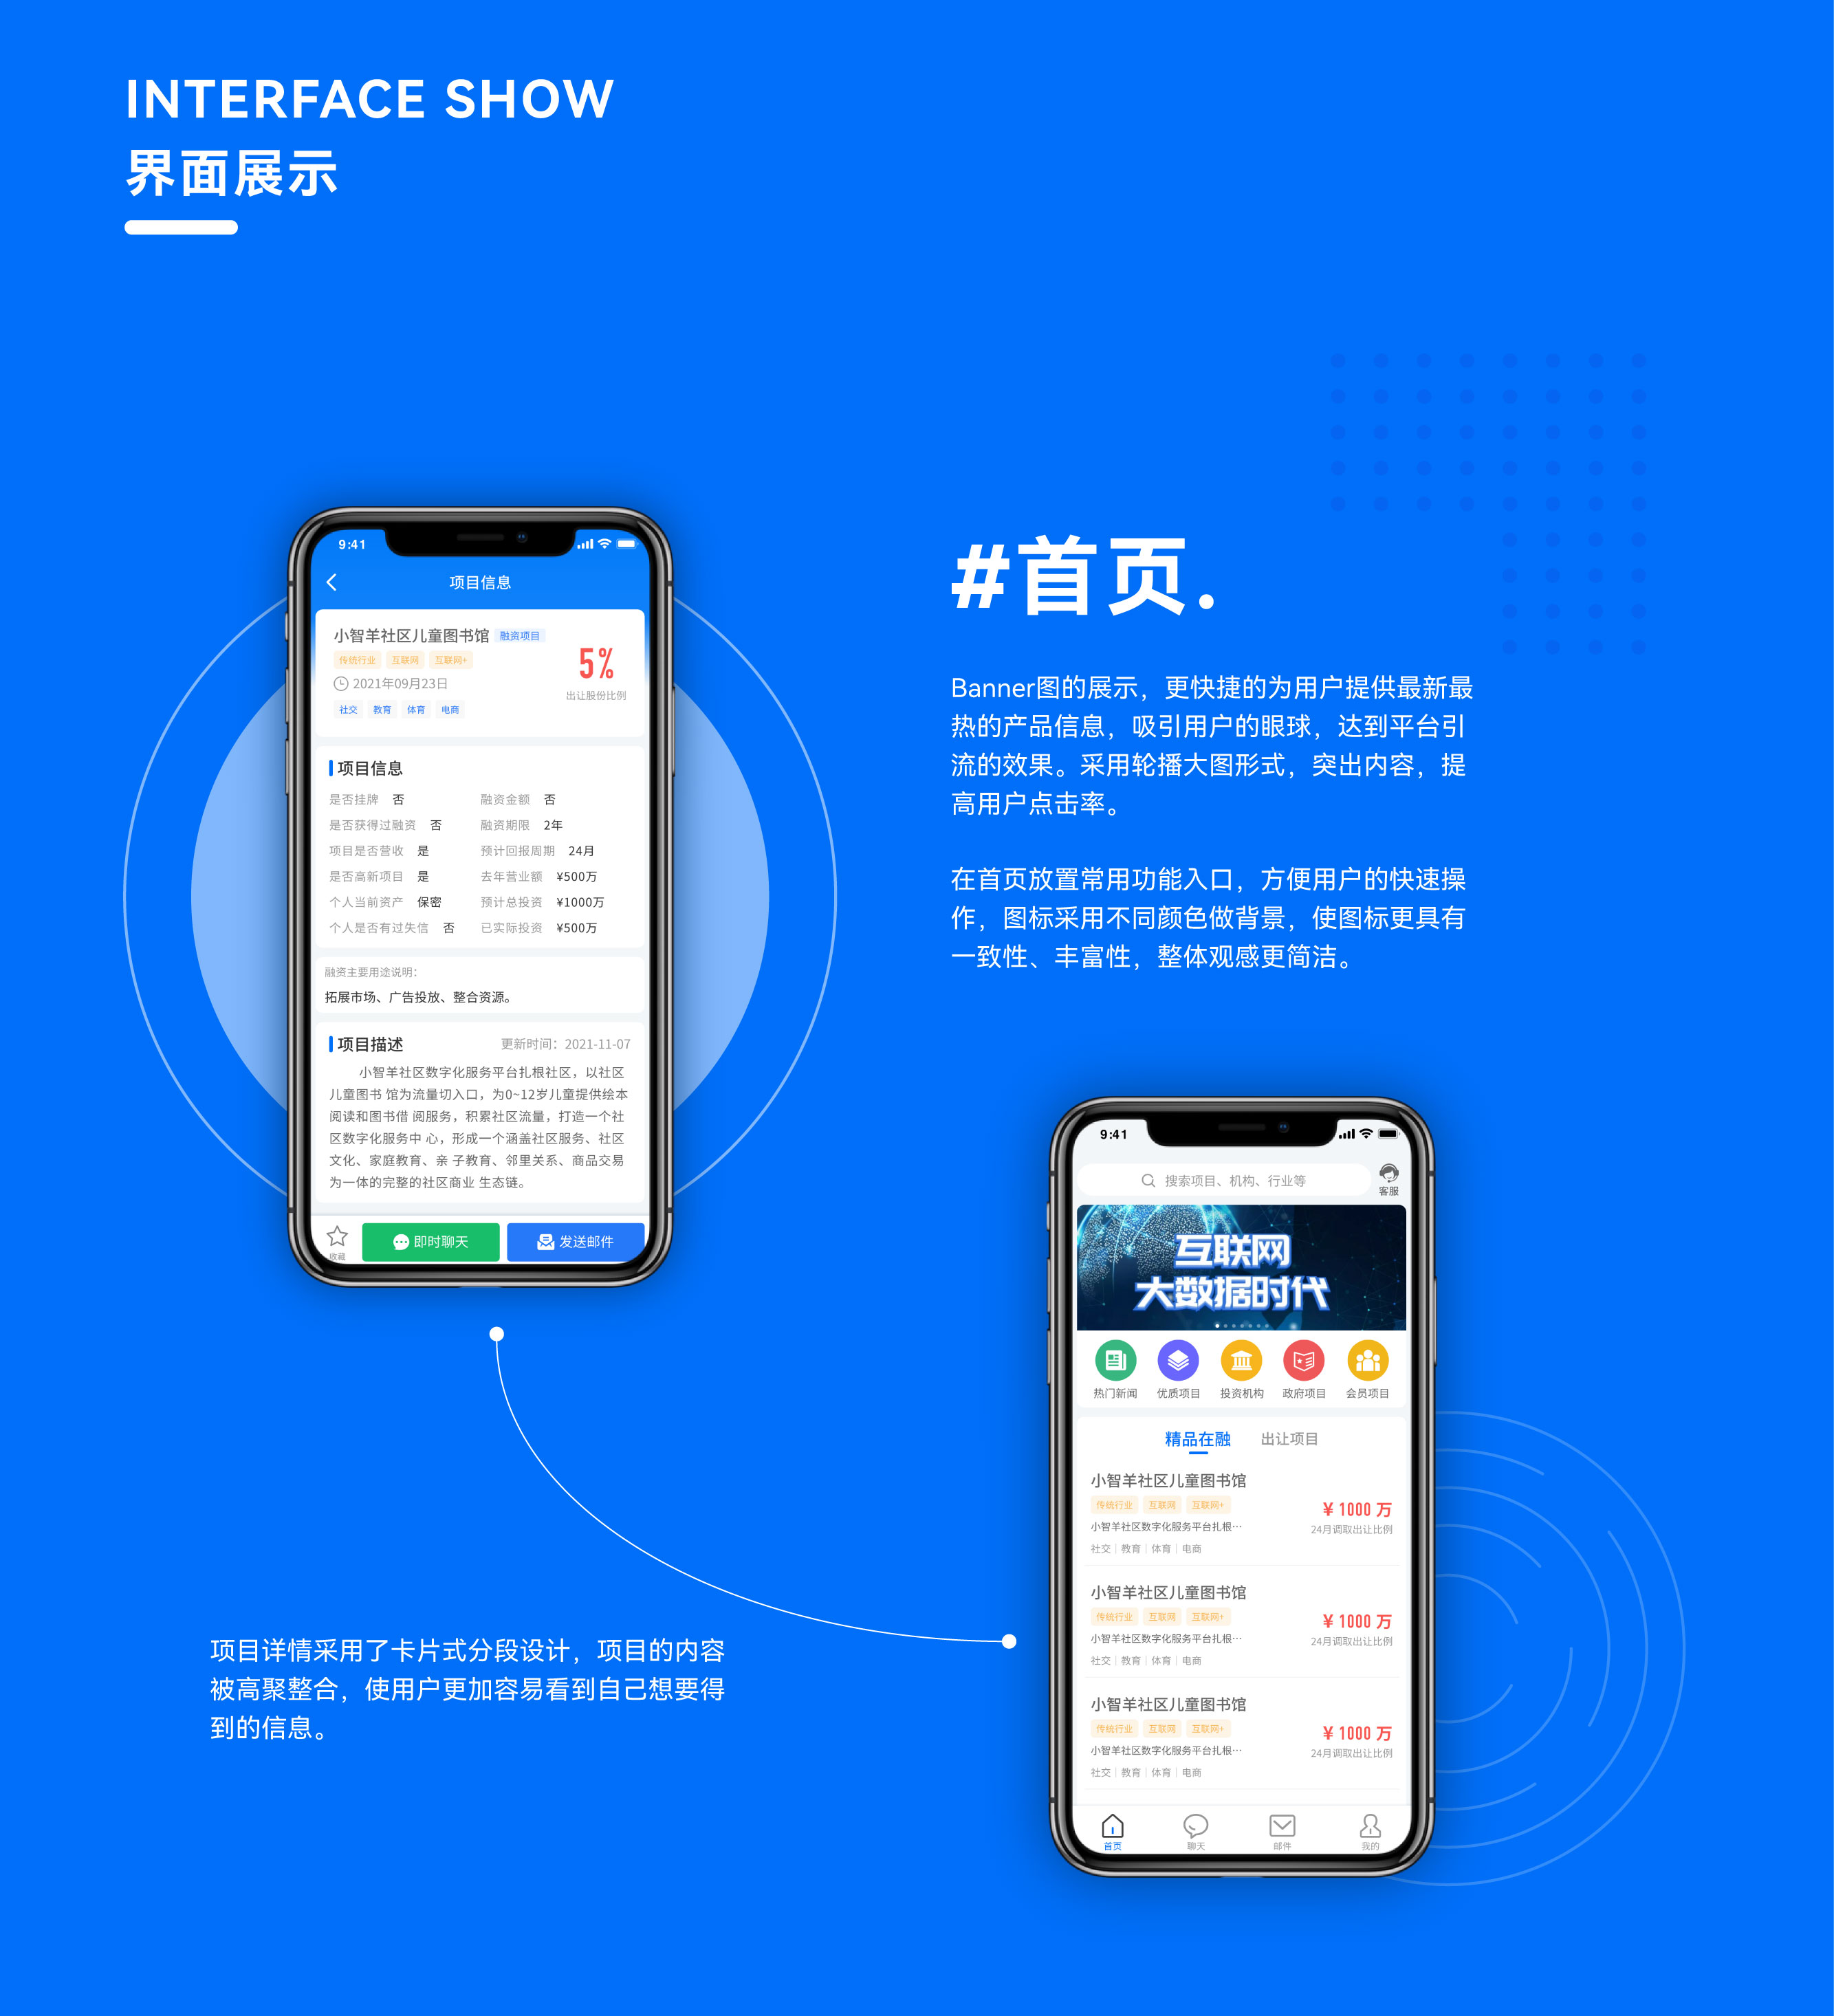 INTERFACE SHOW
界面展示
9:41
项目信息
小智羊社区儿童图书馆 融资项目
传统行业 互联网 互联网+
2021年09月23日
社交 教育 体育 电商
5%
出让股份比例
项目信息
是否挂牌 否 融资金额 否
是否获得过融资 否 融资期限 2年
项目是否营收 是 预计回报周期 24月
是否高新项目 是 去年营业额 ¥500万
个人当前资产 保密 预计总投资 ¥1000万
个人是否有过失信 否 已实际投资 ¥500万
融资主要用途说明：
拓展市场、广告投放、整合资源。
项目描述 更新时间：2021-11-07
小智羊社区数字化服务平台扎根社区，以社区
儿童图书 馆为流量切入口，为0~12岁儿童提供绘本
阅读和图书借 阅服务，积累社区流量，打造一个社
区数字化服务中 心，形成一个涵盖社区服务、社区
文化、家庭教育、亲 子教育、邻里关系、商品交易
为一体的完整的社区商业 生态链。
收藏 即时聊天 发送邮件
#首页.
Banner图的展示，更快捷的为用户提供最新最
热的产品信息，吸引用户的眼球，达到平台引
流的效果。采用轮播大图形式，突出内容，提
高用户点击率。
在首页放置常用功能入口，方便用户的快速操
作，图标采用不同颜色做背景，使图标更具有
一致性、丰富性，整体观感更简洁。
9:41
搜索项目、机构、行业等 客服
互联网
大数据时代
热门新闻 优质项目 投资机构 政府项目 会员项目
精品在融 出让项目
小智羊社区儿童图书馆
传统行业 互联网 互联网+
小智羊社区数字化服务平台扎根···
社交 | 教育 | 体育 | 电商
¥ 1000 万
24月调取出让比例
小智羊社区儿童图书馆
传统行业 互联网 互联网+
小智羊社区数字化服务平台扎根···
社交 | 教育 | 体育 | 电商
¥ 1000 万
24月调取出让比例
小智羊社区儿童图书馆
传统行业 互联网 互联网+
小智羊社区数字化服务平台扎根···
社交 | 教育 | 体育 | 电商
¥ 1000 万
24月调取出让比例
首页 聊天 邮件 我的
项目详情采用了卡片式分段设计，项目的内容
被高聚整合，使用户更加容易看到自己想要得
到的信息。